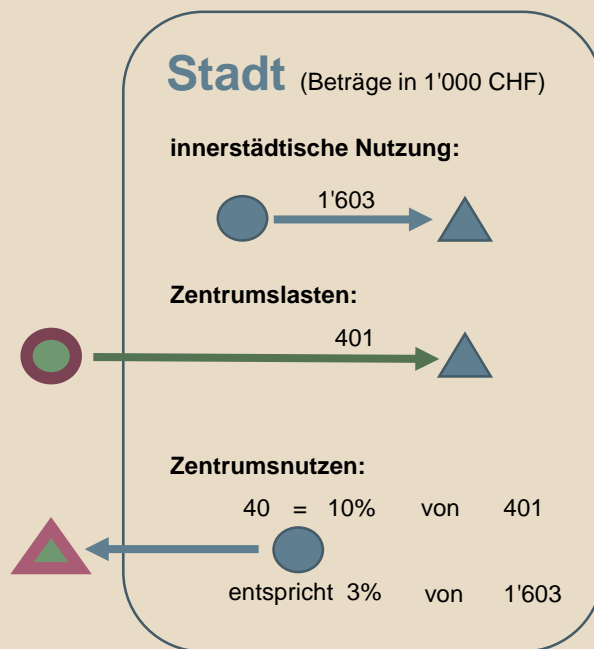 Stadt (Beträge in 1'000 CHF)
innerstädtische Nutzung:
1'603
Zentrumslasten:
401
Zentrumsnutzen:
40 = 10% von 401
entspricht 3% von 1'603